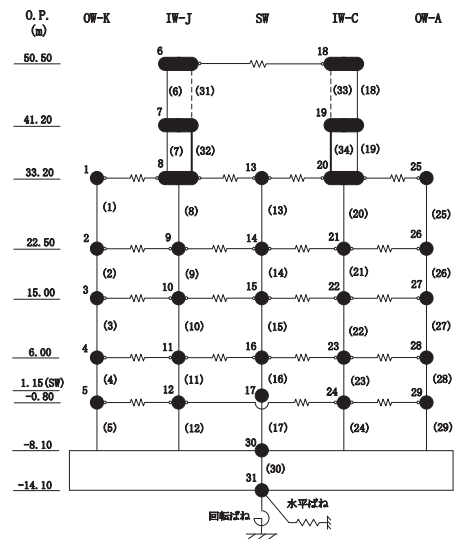 O.P. OW-K IW-J SW IW-C OW-A
(m)
50.50 6 18
(6) (31) (33) (18)
41.20 7 19
(7) (32) (34) (19)
33.20 1 8 13 20 25
(1) (8) (13) (20) (25)
22.50 2 9 14 21 26
(2) (9) (14) (21) (26)
15.00 3 10 15 22 27
(3) (10) (15) (22) (27)
6.00 4 11 16 23 28
(4) (11) (16) (23) (28)
1.15(SW) 17
-0.80 5 12 24 29
(5) (12) (17) (24) (29)
-8.10 30
(30)
-14.10 31
回転ばね 水平ばね